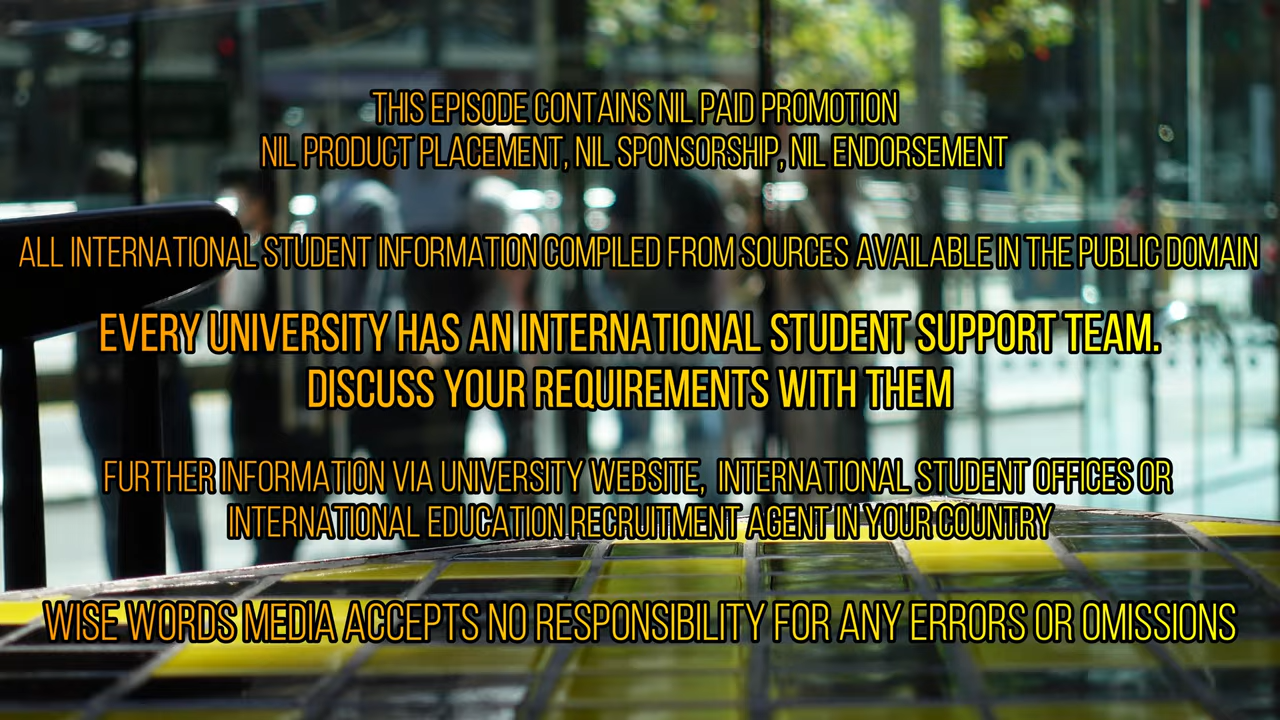 THIS EPISODE CONTAINS NIL PAID PROMOTION
NIL PRODUCT PLACEMENT, NIL SPONSORSHIP, NIL ENDORSEMENT
ALL INTERNATIONAL STUDENT INFORMATION COMPILED FROM SOURCES AVAILABLE IN THE PUBLIC DOMAIN
EVERY UNIVERSITY HAS AN INTERNATIONAL STUDENT SUPPORT TEAM.
DISCUSS YOUR REQUIREMENTS WITH THEM
FURTHER INFORMATION VIA UNIVERSITY WEBSITE, INTERNATIONAL STUDENT OFFICES OR
INTERNATIONAL EDUCATION RECRUITMENT AGENT IN YOUR COUNTRY
WISE WORDS MEDIA ACCEPTS NO RESPONSIBILITY FOR ANY ERRORS OR OMISSIONS